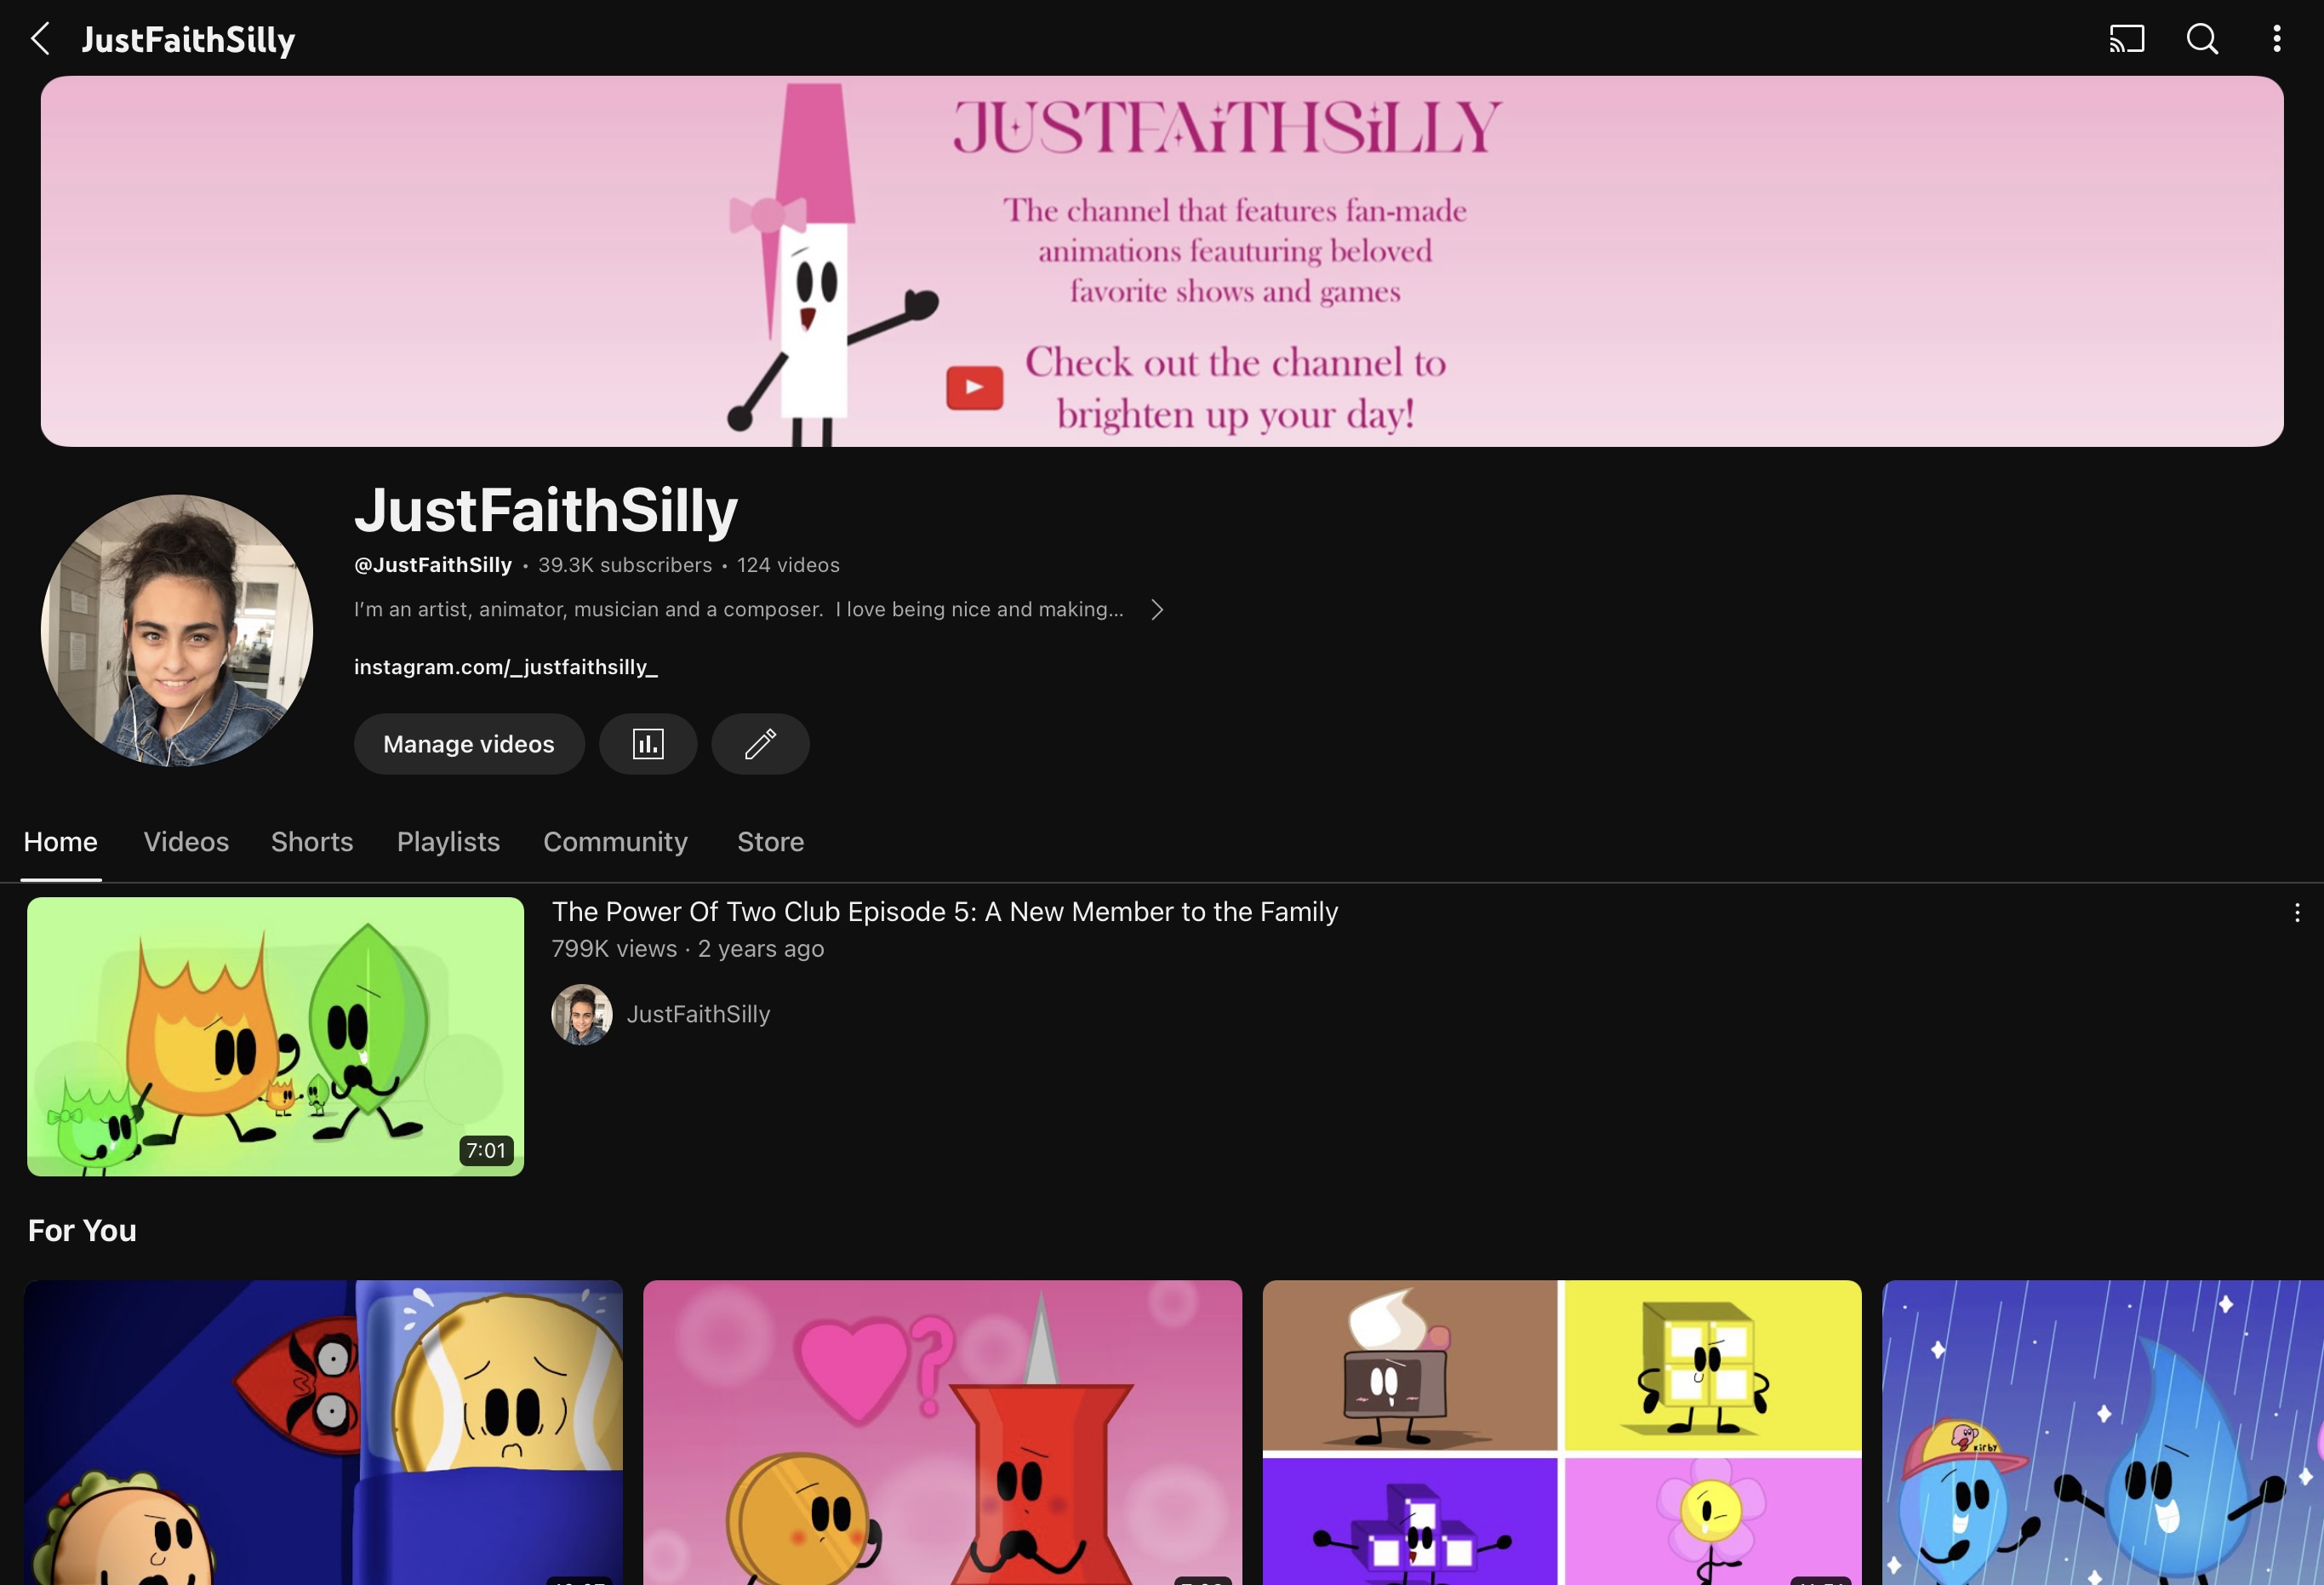 JustFaithSilly
JUSTFAiTHSiLLY
The channel that features fan-made
animations feauturing beloved
favorite shows and games
Check out the channel to
brighten up your day!
JustFaithSilly
@JustFaithSilly • 39.3K subscribers • 124 videos
I'm an artist, animator, musician and a composer.  I love being nice and making...
instagram.com/_justfaithsilly_
Manage videos
Home Videos Shorts Playlists Community Store
The Power Of Two Club Episode 5: A New Member to the Family
799K views · 2 years ago
JustFaithSilly
7:01
For You
?
Kirby